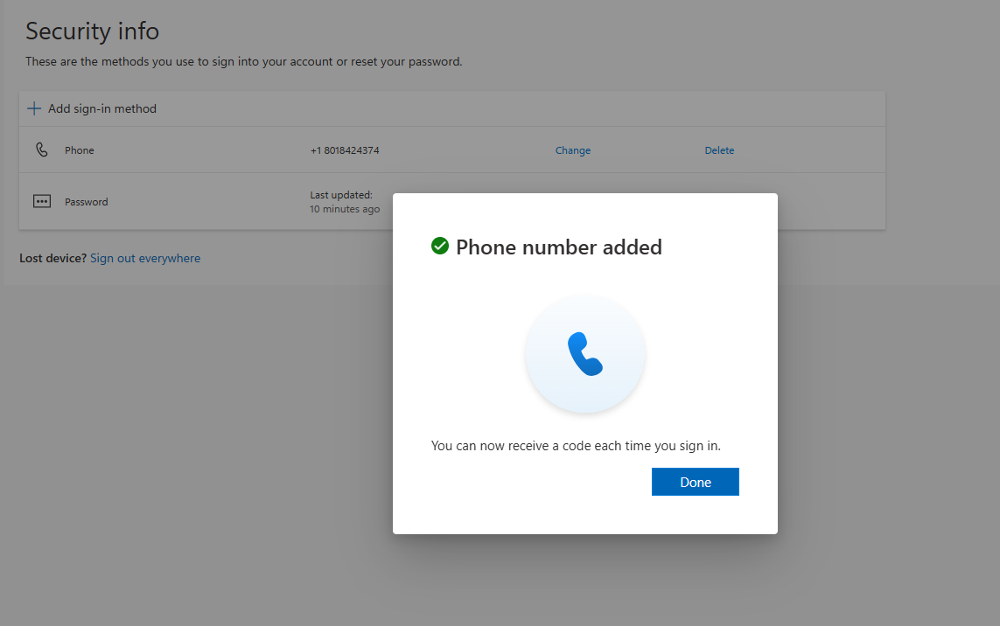 Security info
These are the methods you use to sign into your account or reset your password.
Add sign-in method
Phone +1 8018424374 Change Delete
Password Last updated:
10 minutes ago
Lost device? Sign out everywhere
Phone number added
You can now receive a code each time you sign in.
Done